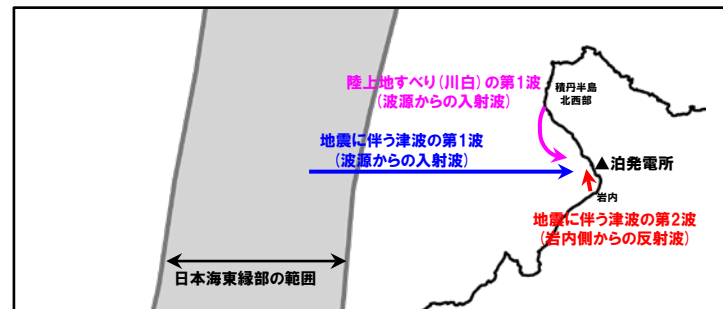 陸上地すべり(川白)の第1波
(波源からの入射波)
積丹半島
北西部
地震に伴う津波の第1波
(波源からの入射波)
▲泊発電所
岩内
地震に伴う津波の第2波
(岩内側からの反射波)
日本海東縁部の範囲